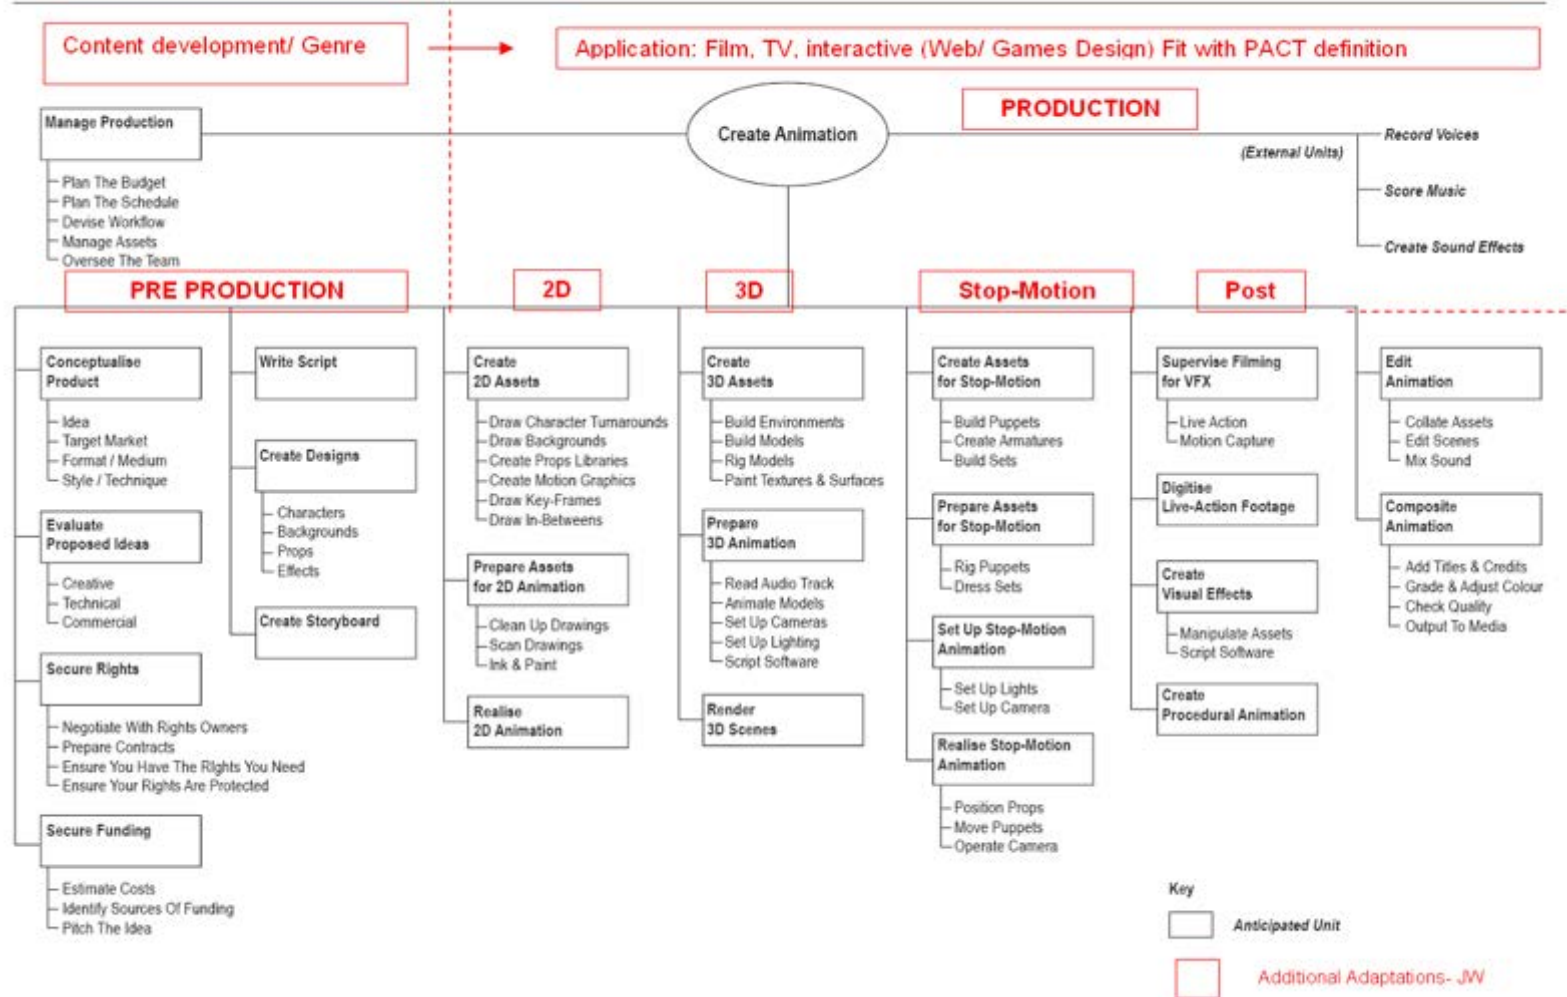 Content development/ Genre
Application: Film, TV, interactive (Web/ Games Design) Fit with PACT definition
PRODUCTION
Manage Production
Create Animation
Record Voices
(External Units)
Plan The Budget
Plan The Schedule
Devise Workflow
Manage Assets
Oversee The Team
Score Music
Create Sound Effects
PRE PRODUCTION
2D
3D
Stop-Motion
Post
Conceptualise
Product
Idea
Target Market
Format / Medium
Style / Technique
Evaluate
Proposed Ideas
Creative
Technical
Commercial
Secure Rights
Negotiate With Rights Owners
Prepare Contracts
Ensure You Have The RIghts You Need
Ensure Your Rights Are Protected
Secure Funding
Estimate Costs
Identify Sources Of Funding
Pitch The Idea
Write Script
Create Designs
Characters
Backgrounds
Props
Effects
Create Storyboard
Create
2D Assets
Draw Character Turnarounds
Draw Backgrounds
Create Props Libraries
Create Motion Graphics
Draw Key-Frames
Draw In-Betweens
Prepare Assets
for 2D Animation
Clean Up Drawings
Scan Drawings
Ink & Paint
Realise
2D Animation
Create
3D Assets
Build Environments
Build Models
Rig Models
Paint Textures & Surfaces
Prepare
3D Animation
Read Audio Track
Animate Models
Set Up Cameras
Set Up Lighting
Script Software
Render
3D Scenes
Create Assets
for Stop-Motion
Build Puppets
Create Armatures
Build Sets
Prepare Assets
for Stop-Motion
Rig Puppets
Dress Sets
Set Up Stop-Motion
Animation
Set Up Lights
Set Up Camera
Realise Stop-Motion
Animation
Position Props
Move Puppets
Operate Camera
Supervise Filming
for VFX
Live Action
Motion Capture
Digitise
Live-Action Footage
Create
Visual Effects
Manipulate Assets
Script Software
Create
Procedural Animation
Edit
Animation
Collate Assets
Edit Scenes
Mix Sound
Composite
Animation
Add Titles & Credits
Grade & Adjust Colour
Check Quality
Output To Media
Key
Anticipated Unit
Additional Adaptations- JW